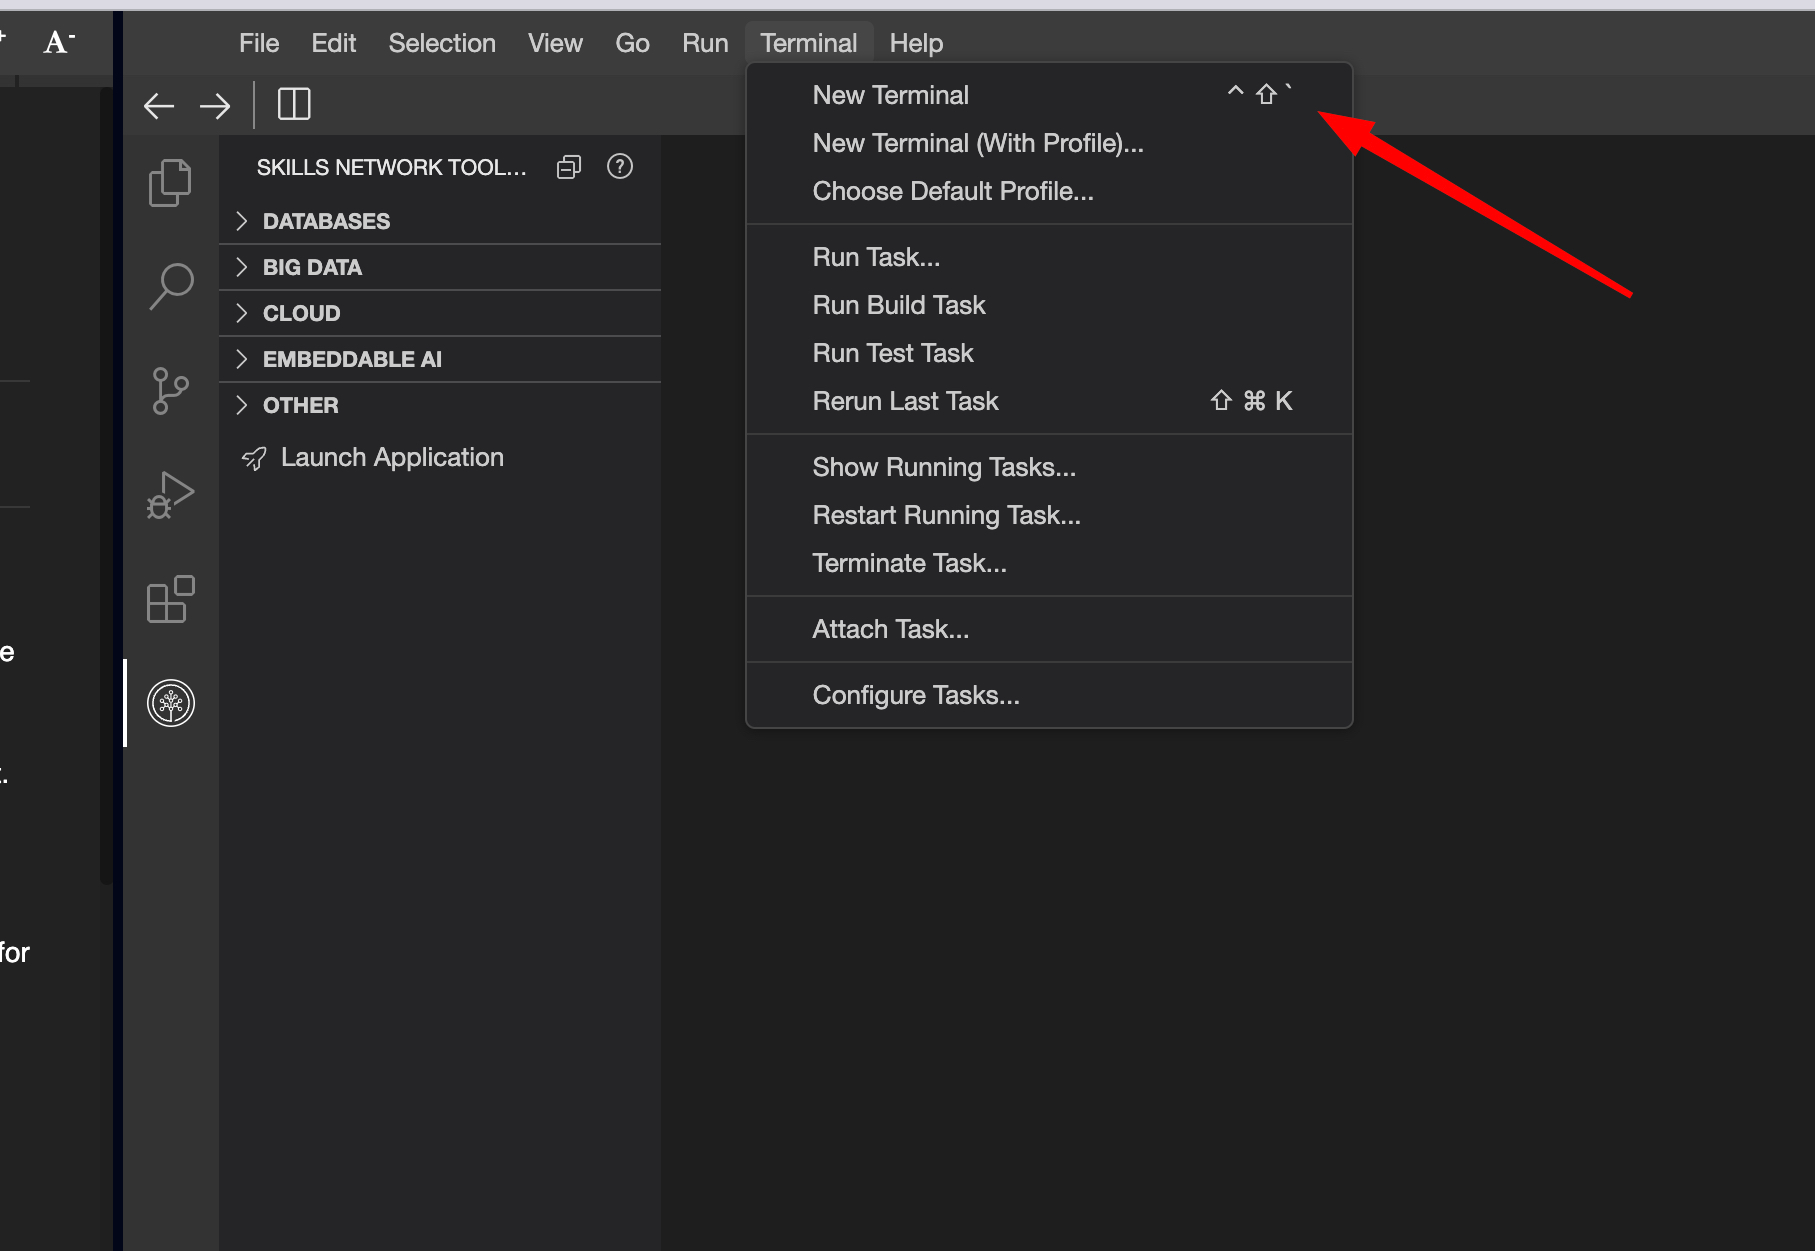 A-
File Edit Selection View Go Run Terminal Help
SKILLS NETWORK TOOL...
DATABASES
BIG DATA
CLOUD
EMBEDDABLE AI
OTHER
Launch Application
New Terminal ^ ⇧ `
New Terminal (With Profile)...
Choose Default Profile...
Run Task...
Run Build Task
Run Test Task
Rerun Last Task ⇧ ⌘ K
Show Running Tasks...
Restart Running Task...
Terminate Task...
Attach Task...
Configure Tasks...
e
.
for